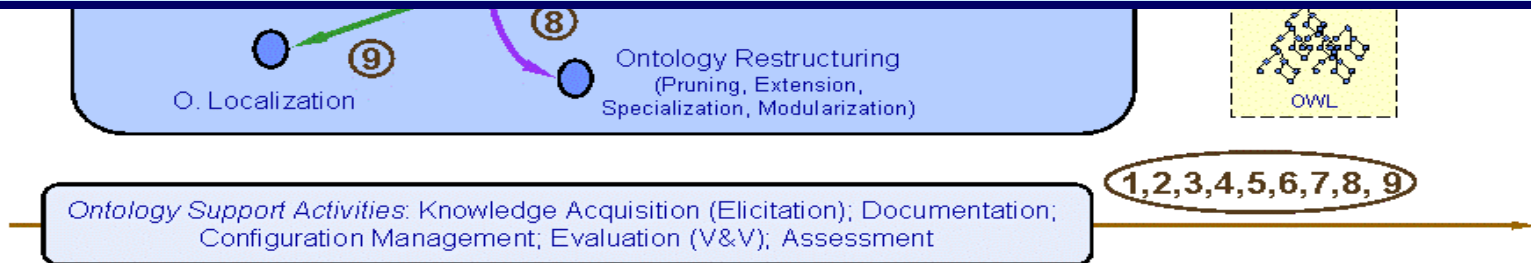 8
9
Ontology Restructuring
(Pruning, Extension,
Specialization, Modularization)
O. Localization
OWL
1,2,3,4,5,6,7,8, 9
Ontology Support Activities: Knowledge Acquisition (Elicitation); Documentation;
Configuration Management; Evaluation (V&V); Assessment